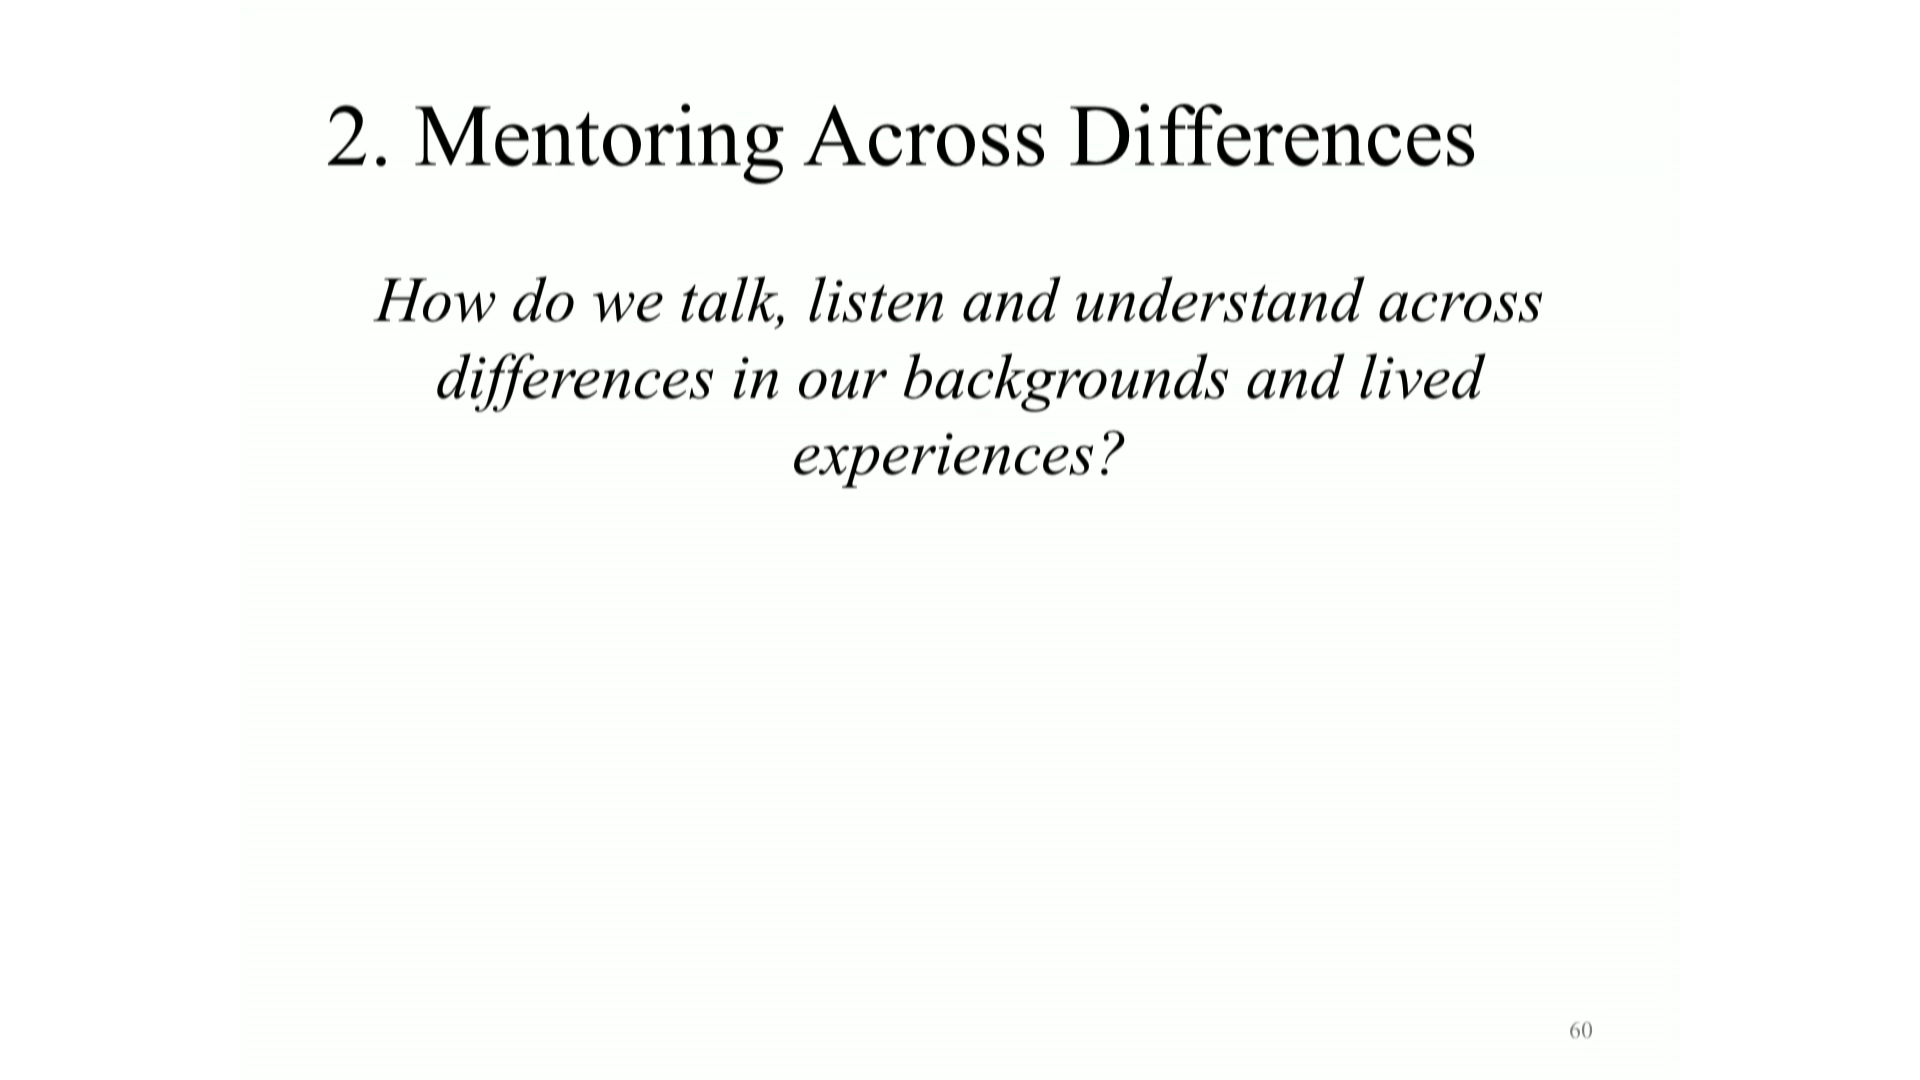 2. Mentoring Across Differences
How do we talk, listen and understand across
differences in our backgrounds and lived
experiences?
60